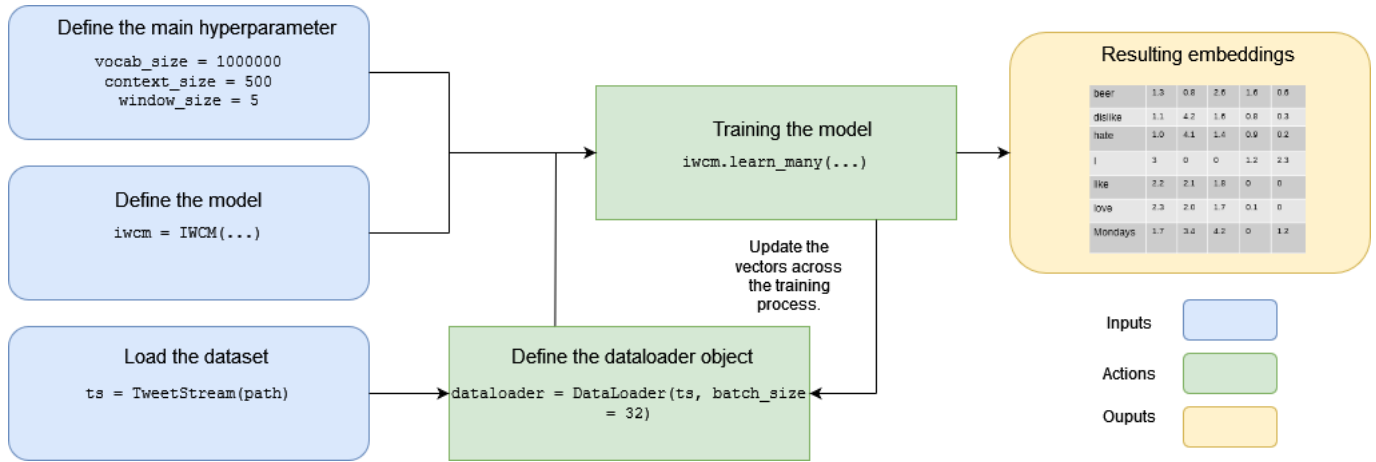 Define the main hyperparameter
vocab_size = 1000000
context_size = 500
window_size = 5
Define the model
iwcm = IWCM(...)
Load the dataset
ts = TweetStream(path)
Define the dataloader object
dataloader = DataLoader(ts, batch_size
= 32)
Training the model
iwcm.learn_many(...)
Update the
vectors across
the training
process.
Resulting embeddings
beer 1.3 0.8 2.6 1.6 0.6
dislike 1.1 4.2 1.6 0.8 0.3
hate 1.0 4.1 1.4 0.9 0.2
I 3 0 0 1.2 2.3
like 2.2 2.1 1.8 0 0
love 2.3 2.0 1.7 0.1 0
Mondays 1.7 3.4 4.2 0 1.2
Inputs
Actions
Ouputs